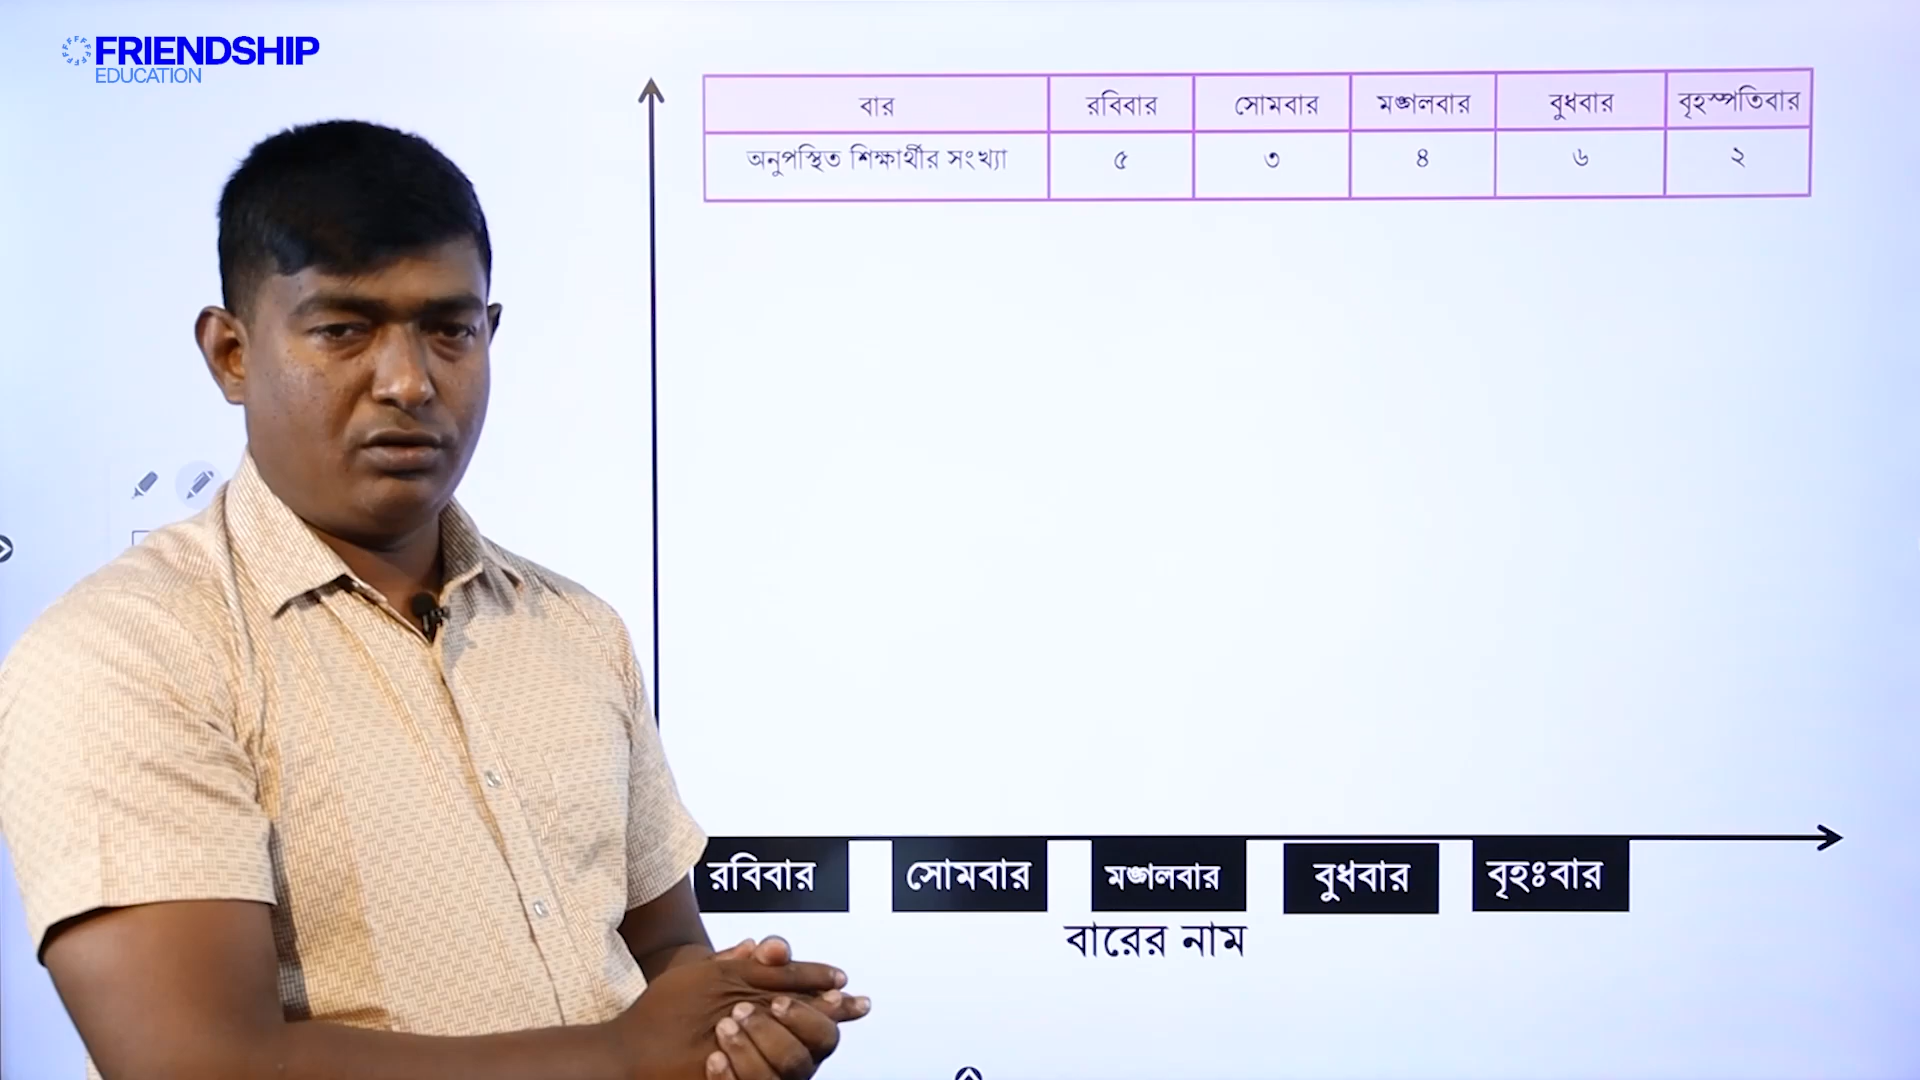 FRIENDSHIP
EDUCATION
বার রবিবার সোমবার মঙ্গলবার বুধবার বৃহস্পতিবার
অনুপস্থিত শিক্ষার্থীর সংখ্যা ৫ ৩ ৪ ৬ ২
রবিবার সোমবার মঙ্গলবার বুধবার বৃহঃবার
বারের নাম